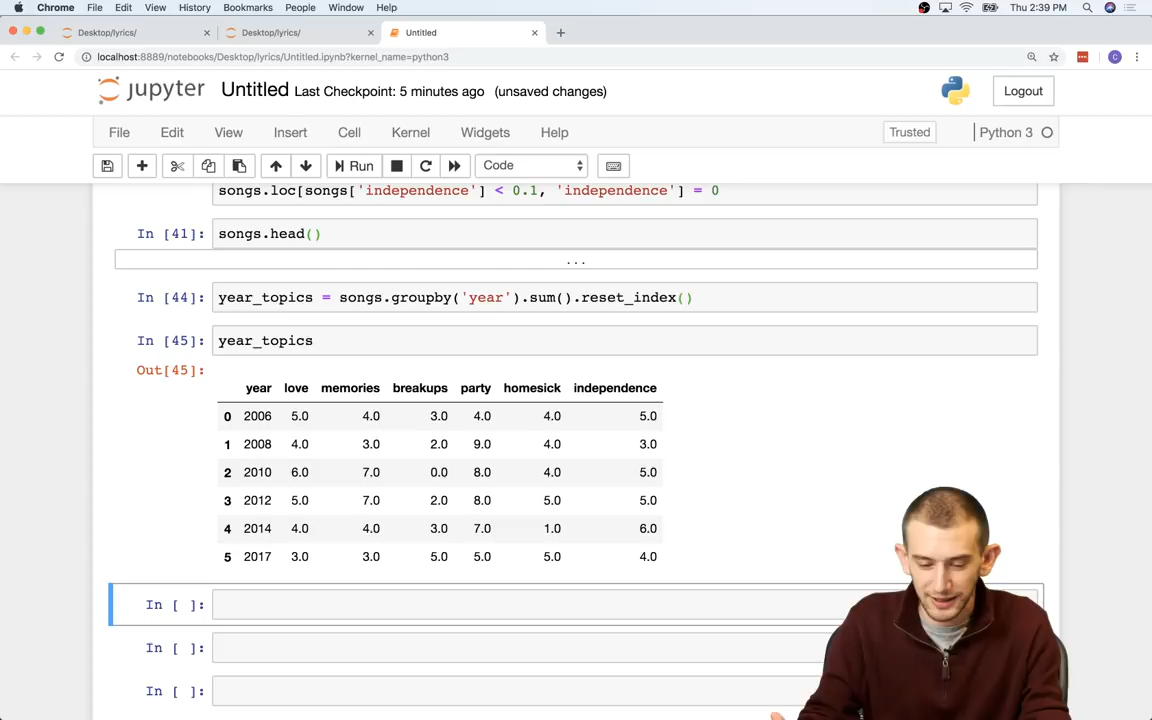 Chrome File Edit View History Bookmarks People Window Help Thu 2:39 PM
Desktop/lyrics/ Desktop/lyrics/ Untitled
localhost:8889/notebooks/Desktop/lyrics/Untitled.ipynb?kernel_name=python3 C
jupyter Untitled Last Checkpoint: 5 minutes ago (unsaved changes) Logout
File Edit View Insert Cell Kernel Widgets Help Trusted Python 3
Run Code
songs.loc[songs['independence'] < 0.1, 'independence'] = 0
In [41]: songs.head()
...
In [44]: year_topics = songs.groupby('year').sum().reset_index()
In [45]: year_topics
Out[45]:
year love memories breakups party homesick independence
0 2006 5.0 4.0 3.0 4.0 4.0 5.0
1 2008 4.0 3.0 2.0 9.0 4.0 3.0
2 2010 6.0 7.0 0.0 8.0 4.0 5.0
3 2012 5.0 7.0 2.0 8.0 5.0 5.0
4 2014 4.0 4.0 3.0 7.0 1.0 6.0
5 2017 3.0 3.0 5.0 5.0 5.0 4.0
In [ ]:
In [ ]:
In [ ]: